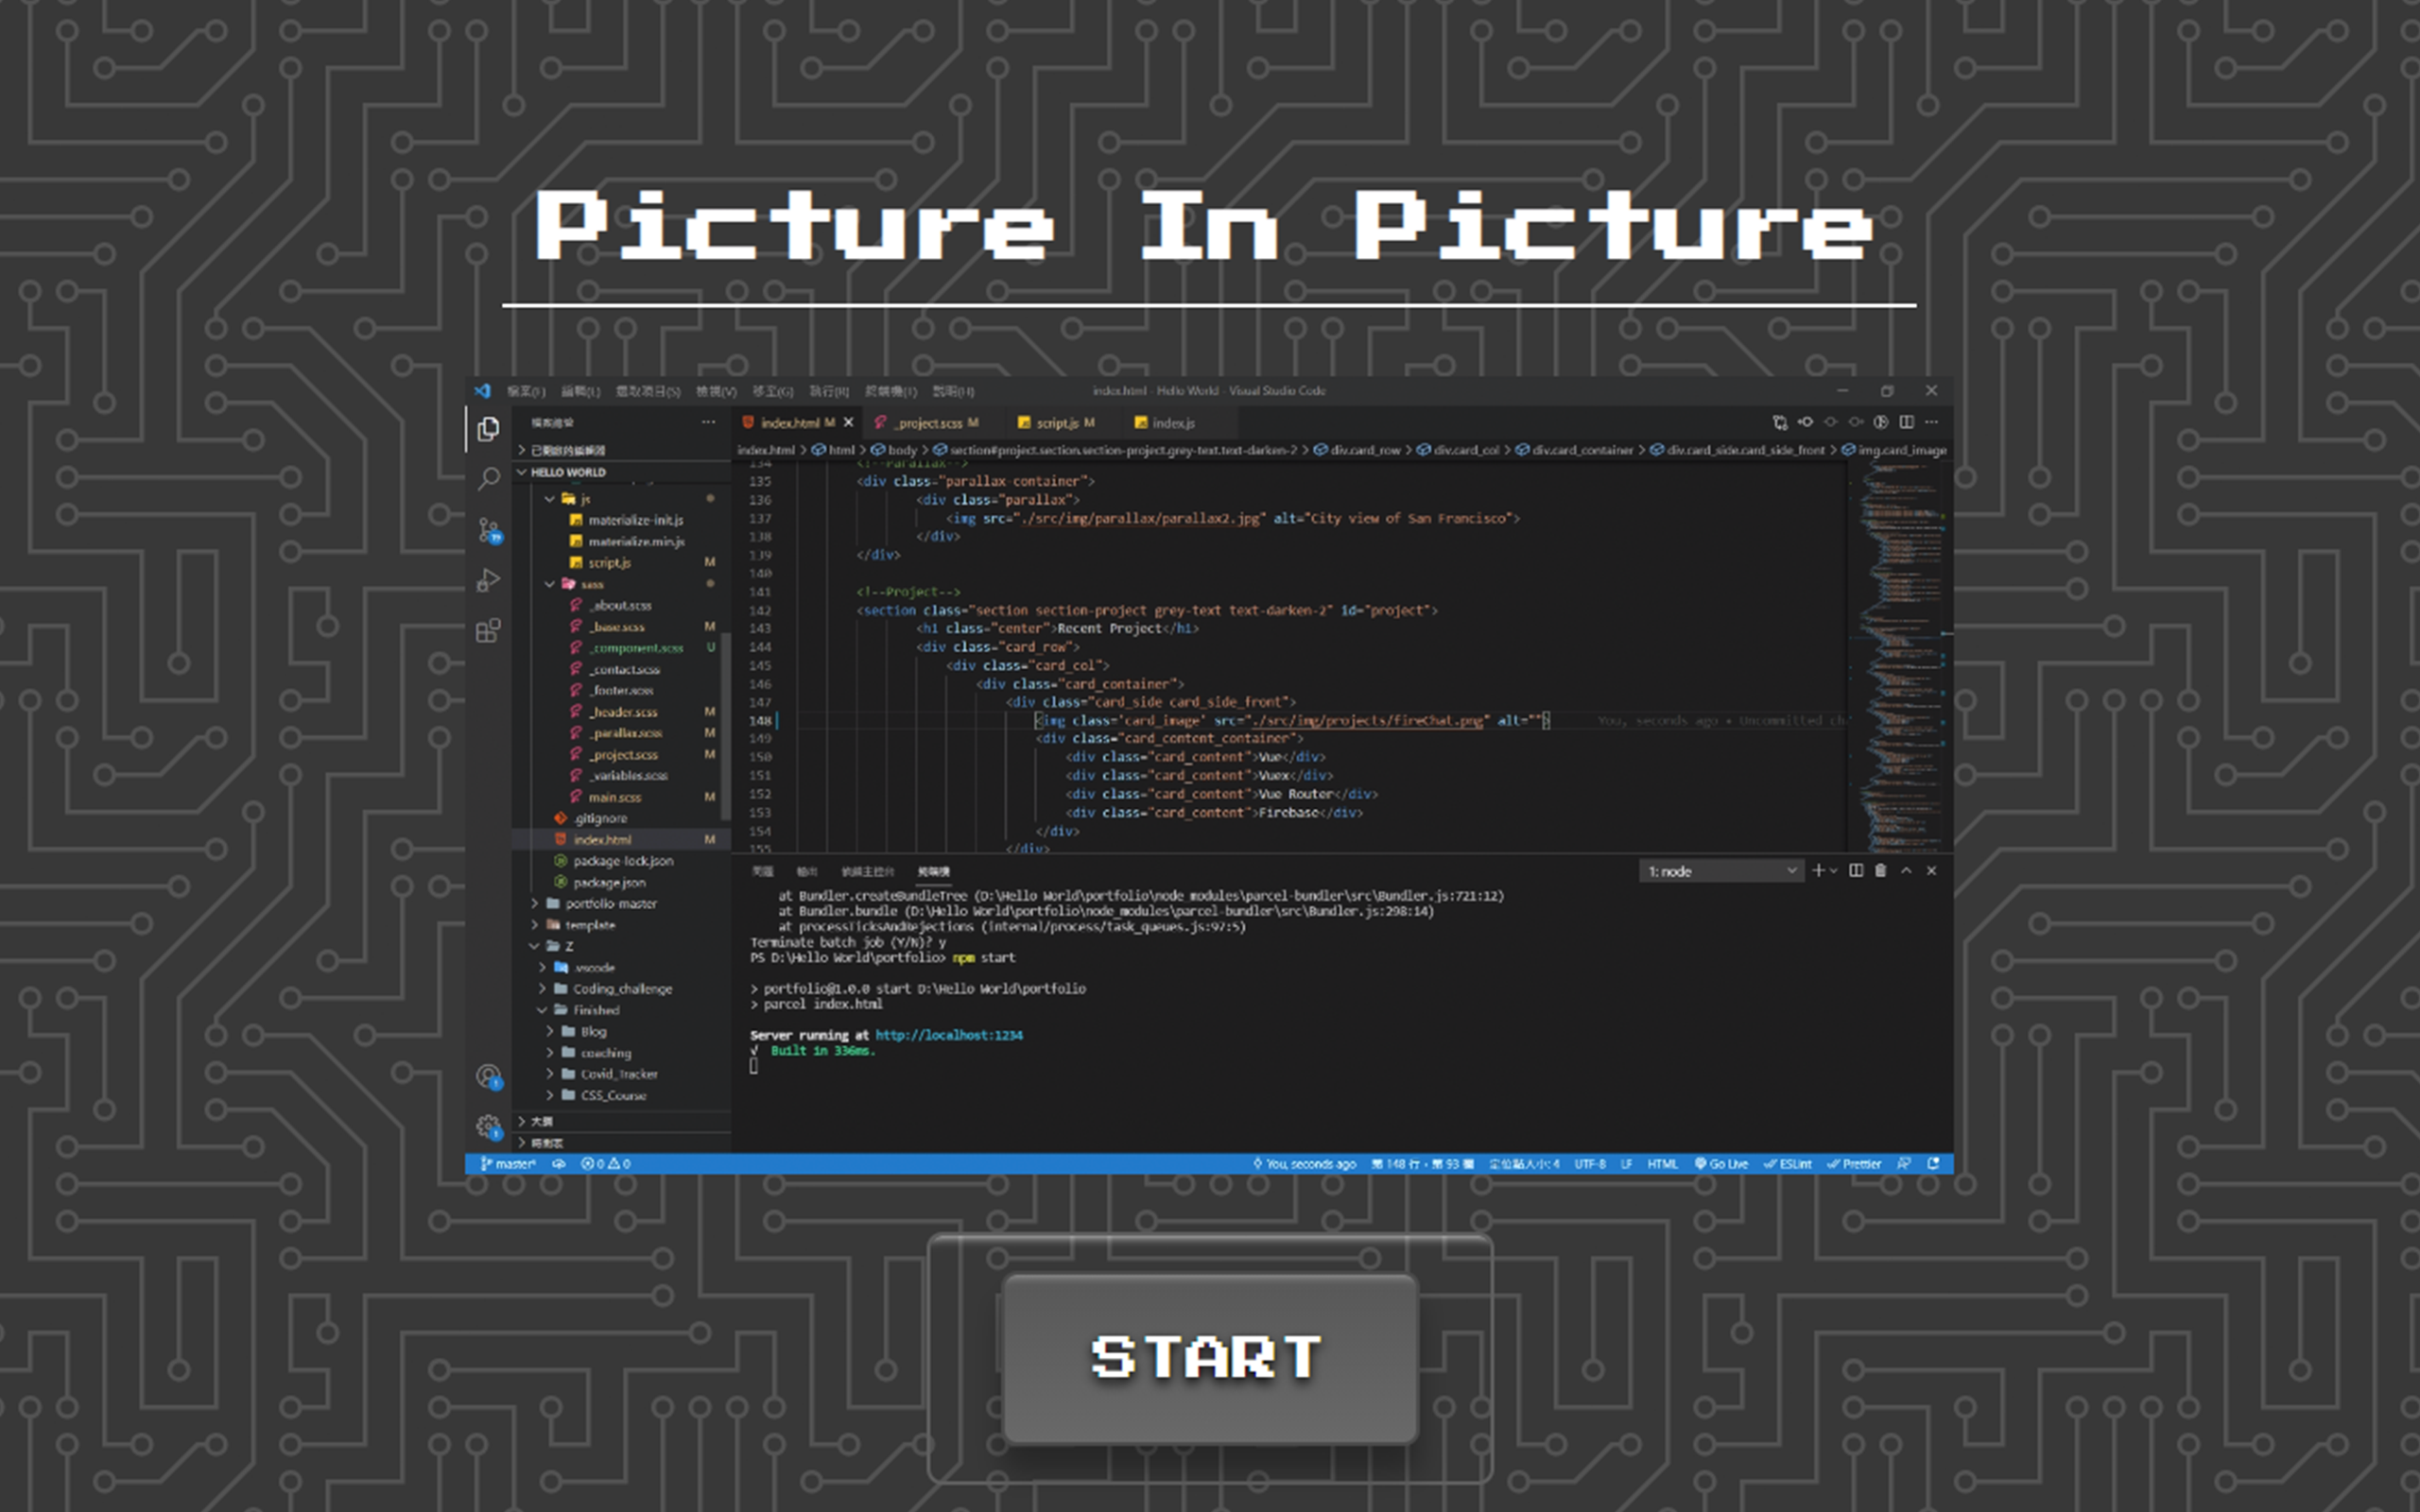 Picture In Picture
檔案(F) 編輯(E) 選取項目(S) 檢視(V) 移至(G) 執行(R) 終端機(T) 說明(H) index.html - Hello World - Visual Studio Code
檔案總管 ···
index.html M _project.scss M script.js M index.js
已開啟的編輯器
index.html > html > body > section#project.section.section-project.grey-text.text-darken-2 > div.card_row > div.card_col > div.card_container > div.card_side.card_side_front > img.card_image
HELLO WORLD
js
materialize-init.js
materialize.min.js
script.js M
sass
_about.scss
_base.scss M
_component.scss U
_contact.scss
_footer.scss
_header.scss M
_parallax.scss M
_project.scss M
_variables.scss
main.scss M
.gitignore
index.html M
package-lock.json
package.json
portfolio-master
template
Z
.vscode
Coding_challenge
Finished
Blog
coaching
Covid_Tracker
CSS_Course
大綱
時間表
134 <!--Parallax-->
135 <div class="parallax-container">
136 <div class="parallax">
137 <img src="./src/img/parallax/parallax2.jpg" alt="City view of San Francisco">
138 </div>
139 </div>
140
141 <!--Project-->
142 <section class="section section-project grey-text text-darken-2" id="project">
143 <h1 class="center">Recent Project</h1>
144 <div class="card_row">
145 <div class="card_col">
146 <div class="card_container">
147 <div class="card_side card_side_front">
148 <img class='card_image' src="./src/img/projects/fireChat.png" alt=""> You, seconds ago • Uncommitted ch
149 <div class="card_content_container">
150 <div class="card_content">Vue</div>
151 <div class="card_content">Vuex</div>
152 <div class="card_content">Vue Router</div>
153 <div class="card_content">Firebase</div>
154 </div>
155 </div>
問題 輸出 偵錯主控台 終端機 1: node
at Bundler.createBundleTree (D:\Hello World\portfolio\node_modules\parcel-bundler\src\Bundler.js:721:12)
at Bundler.bundle (D:\Hello World\portfolio\node_modules\parcel-bundler\src\Bundler.js:298:14)
at processTicksAndRejections (internal/process/task_queues.js:97:5)
Terminate batch job (Y/N)? y
PS D:\Hello World\portfolio> npm start
> portfolio@1.0.0 start D:\Hello World\portfolio
> parcel index.html
Server running at http://localhost:1234
√ Built in 336ms.
master* 0 0 You, seconds ago 第 148 行，第 93 欄 定位點大小: 4 UTF-8 LF HTML Go Live ESLint Prettier
START